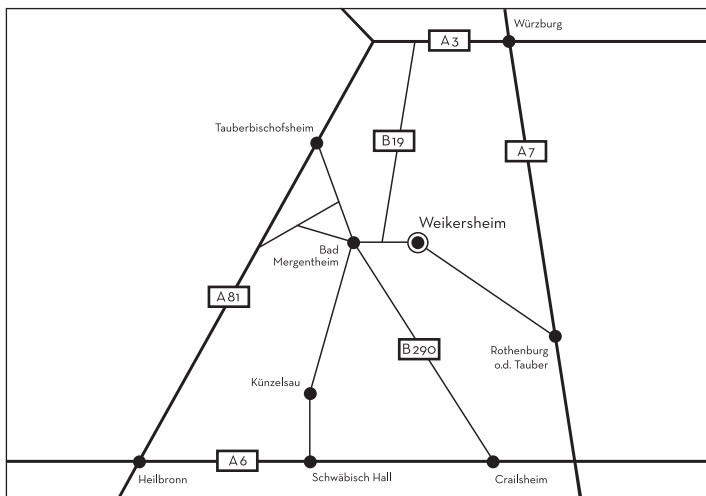 Würzburg
A3
Tauberbischofsheim
B19
A7
Weikersheim
Bad
Mergentheim
A81
B290
Rothenburg
o.d. Tauber
Künzelsau
A6
Heilbronn
Schwäbisch Hall
Crailsheim